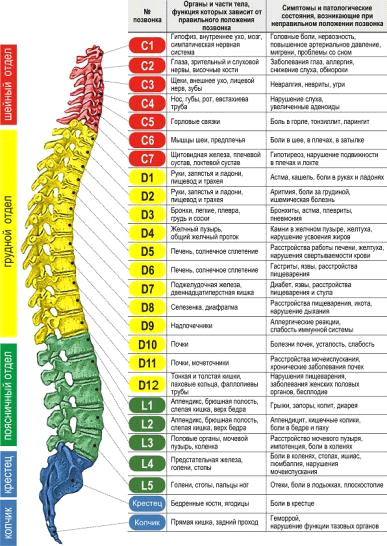 № позвонка
Органы и части тела, функция которых зависит от правильного положения позвонка
Симптомы и патологические состояния, возникающие при неправильном положении позвонка
шейный отдел
грудной отдел
поясничный отдел
крестец
копчик
C1
Гипофиз, внутреннее ухо, мозг,
симпатическая нервная
система
Головные боли, нервозность,
повышенное артериальное давление,
мигрени, проблемы со сном
C2
Глаза, зрительный и слуховой
нервы, височные кости
Заболевания глаз, аллергия,
снижение слуха, обмороки
C3
Щеки, внешнее ухо, лицевой
нерв, зубы
Невралгия, невриты, угри
C4
Нос, губы, рот, евстахиева
труба
Нарушение слуха,
увеличенные аденоиды
C5
Горловые связки
Боль в горле, тонзиллит, ларингит
C6
Мышцы шеи, предплечья
Боли в шее, в плечах, в затылке
C7
Щитовидная железа, плечевой
сустав, локтевой сустав
Гипотиреоз, нарушение подвижности
в плечах и локте
D1
Руки, запястья и ладони,
пищевод и трахея
Астма, кашель, боли в руках и ладонях
D2
Руки, запястья и ладони,
пищевод и трахея
Аритмия, боли за грудиной,
ишемическая болезнь
D3
Бронхи, легкие, плевра,
грудь и соски
Бронхиты, астма, плевриты,
пневмония
D4
Желчный пузырь,
общий желчный проток
Камни в желчном пузыре, желтуха,
нарушение усвоения жиров
D5
Печень, солнечное сплетение
Расстройства работы печени, желтуха,
нарушения свертываемости крови
D6
Печень, солнечное сплетение
Гастриты, язвы, расстройства
пищеварения
D7
Поджелудочная железа,
двеннадцатиперстная кишка
Диабет, язвы, расстройства
пищеварения и стула
D8
Селезенка, диафрагма
Расстройства пищеварения, икота,
нарушение дыхания
D9
Надпочечники
Аллергические реакции,
слабость иммунной системы
D10
Почки
Болезни почек, усталость, слабость
D11
Почки, мочеточники
Расстройства мочеиспускания,
хронические заболевания почек
D12
Тонкая и толстая кишки,
паховые кольца, фаллопиевы
трубы
Нарушения пищеварения,
заболевания женских половых
органов, бесплодие
L1
Аппендикс, брюшная полость,
слепая кишка, верх бедра
Грыжи, запоры, колит, диарея
L2
Аппендикс, брюшная полость,
слепая кишка, верх бедра
Аппендицит, кишечные колики,
боли в бедре и паху
L3
Половые органы, мочевой
пузырь, коленка
Расстройство мочевого пузыря,
импотенция, боли в коленях
L4
Предстательная железа,
голени, стопы
Боли в коленях, стопах, ишиас,
люмбалгия, нарушения
мочеиспускания
L5
Голени, стопы, пальцы ног
Отеки, боли в лодыжках, плоскостопие
Крестец
Бедренные кости, ягодицы
Боли в крестце
Копчик
Прямая кишка, задний проход
Геморрой,
нарушение функции тазовых органов